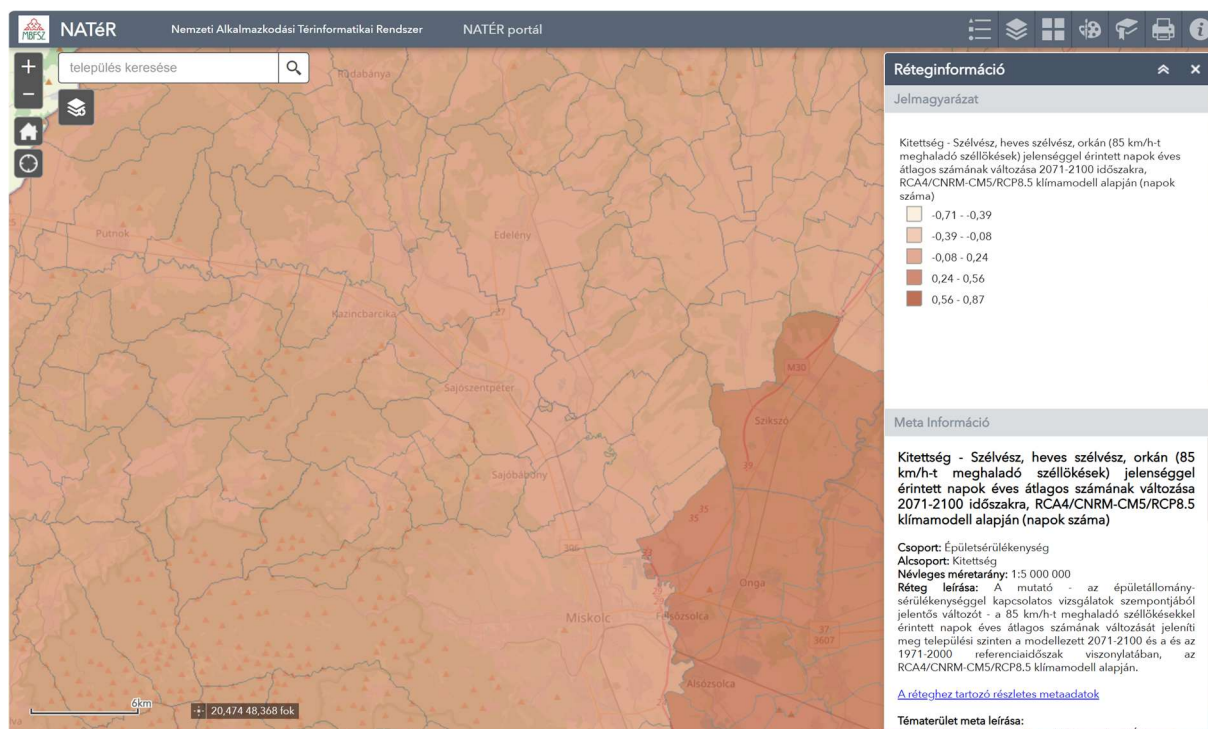 MBFSZ
NATéR
Nemzeti Alkalmazkodási Térinformatikai Rendszer
NATÉR portál
település keresése
Rudabánya
Putnok
Edelény
Kazincbarcika
27
Sajószentpéter
M30
Szikszó
Sajóbábony
35
35
306
Onga
Miskolc
Felsőzsolca
37
3607
Alsózsolca
6km
20,474 48,368 fok
Réteginformáció
Jelmagyarázat
Kitettség - Szélvész, heves szélvész, orkán (85 km/h-t
meghaladó széllökések) jelenséggel érintett napok éves
átlagos számának változása 2071-2100 időszakra,
RCA4/CNRM-CM5/RCP8.5 klímamodell alapján (napok
száma)
-0,71 - -0,39
-0,39 - -0,08
-0,08 - 0,24
0,24 - 0,56
0,56 - 0,87
Meta Információ
Kitettség - Szélvész, heves szélvész, orkán (85
km/h-t meghaladó széllökések) jelenséggel
érintett napok éves átlagos számának változása
2071-2100 időszakra, RCA4/CNRM-CM5/RCP8.5
klímamodell alapján (napok száma)
Csoport: Épületsérülékenység
Alcsoport: Kitettség
Névleges méretarány: 1:5 000 000
Réteg leírása: A mutató - az épületállomány-
sérülékenységgel kapcsolatos vizsgálatok szempontjából
jelentős változót - a 85 km/h-t meghaladó széllökésekkel
érintett napok éves átlagos számának változását jeleníti
meg települési szinten a modellezett 2071-2100 és a és az
1971-2000 referenciaidőszak viszonylatában, az
RCA4/CNRM-CM5/RCP8.5 klímamodell alapján.
A réteghez tartozó részletes metaadatok
Tématerület meta leírása: